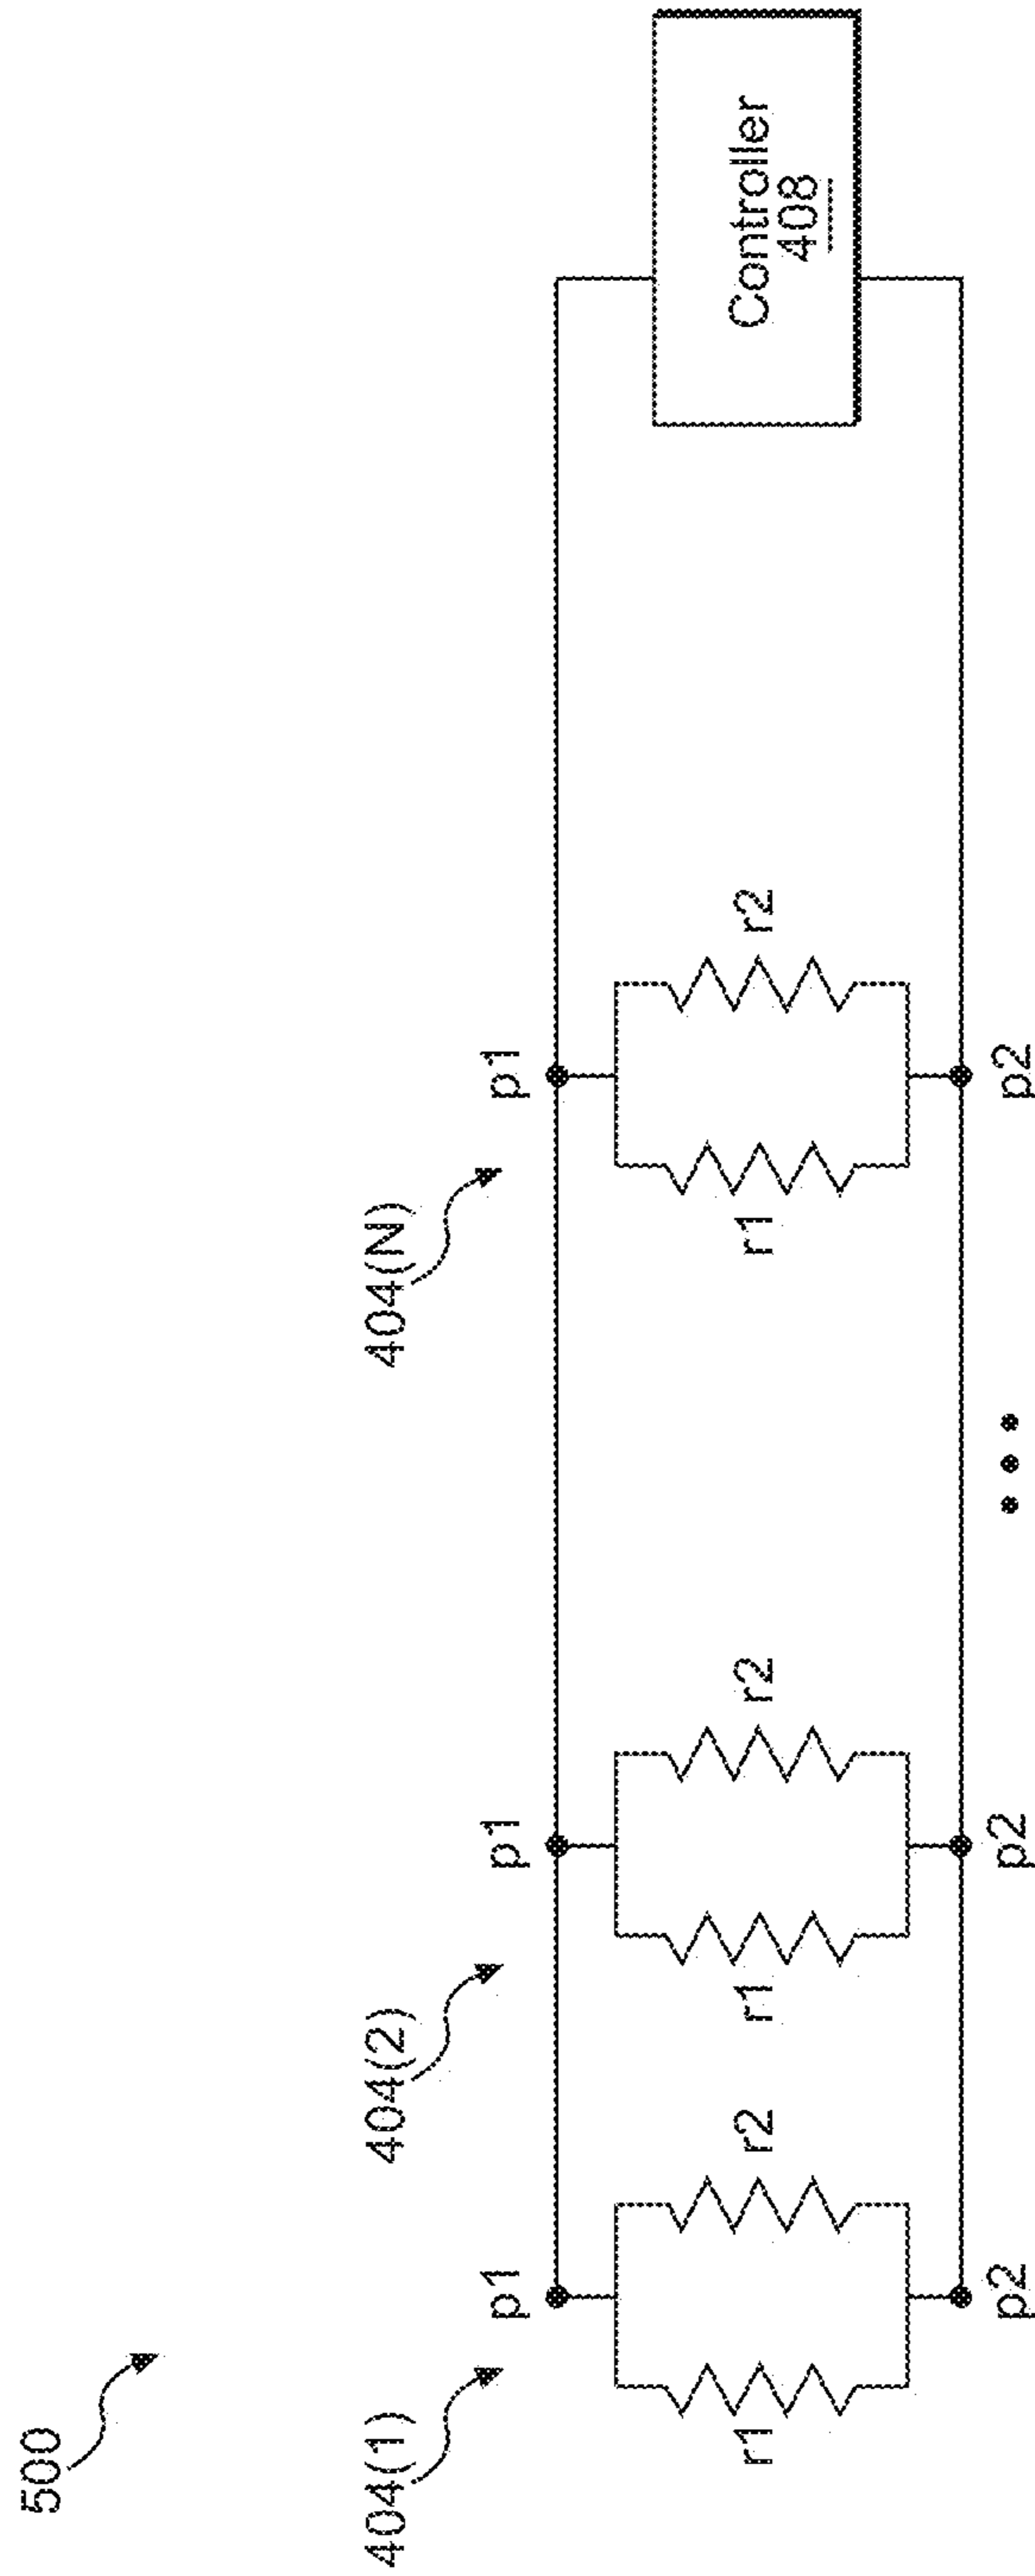 500
404(1)
404(2)
404(N)
p1
p1
p1
r1
r2
r1
r2
r1
r2
Controller
408
p2
p2
p2